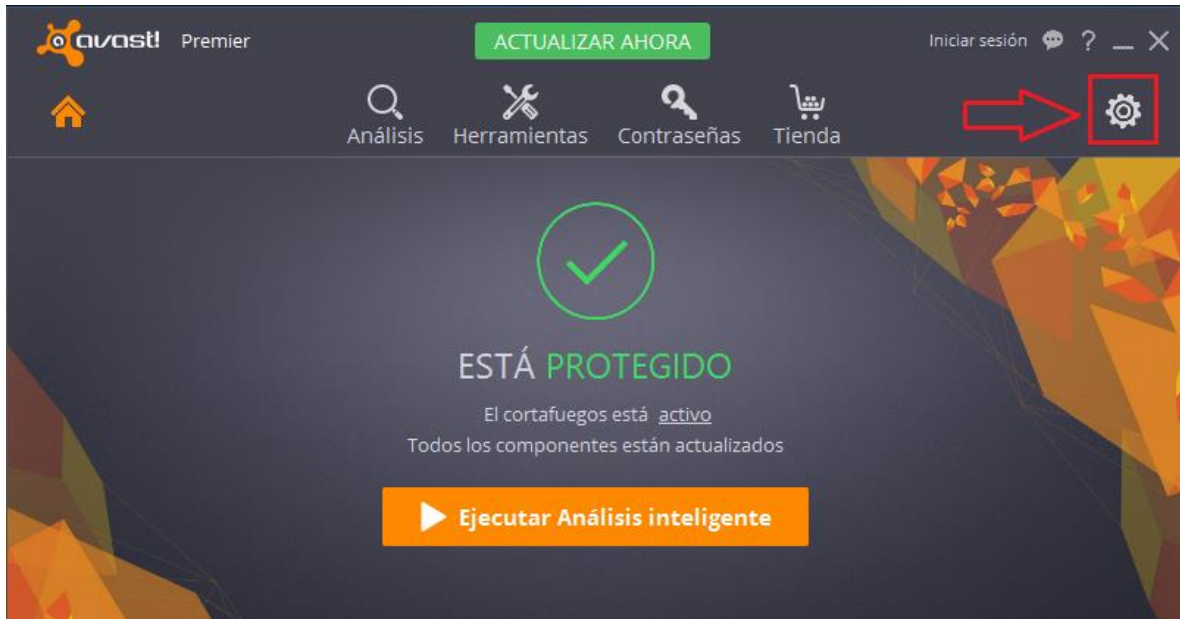 avast! Premier
ACTUALIZAR AHORA
Iniciar sesión ?
Análisis Herramientas Contraseñas Tienda
ESTÁ PROTEGIDO
El cortafuegos está activo
Todos los componentes están actualizados
Ejecutar Análisis inteligente